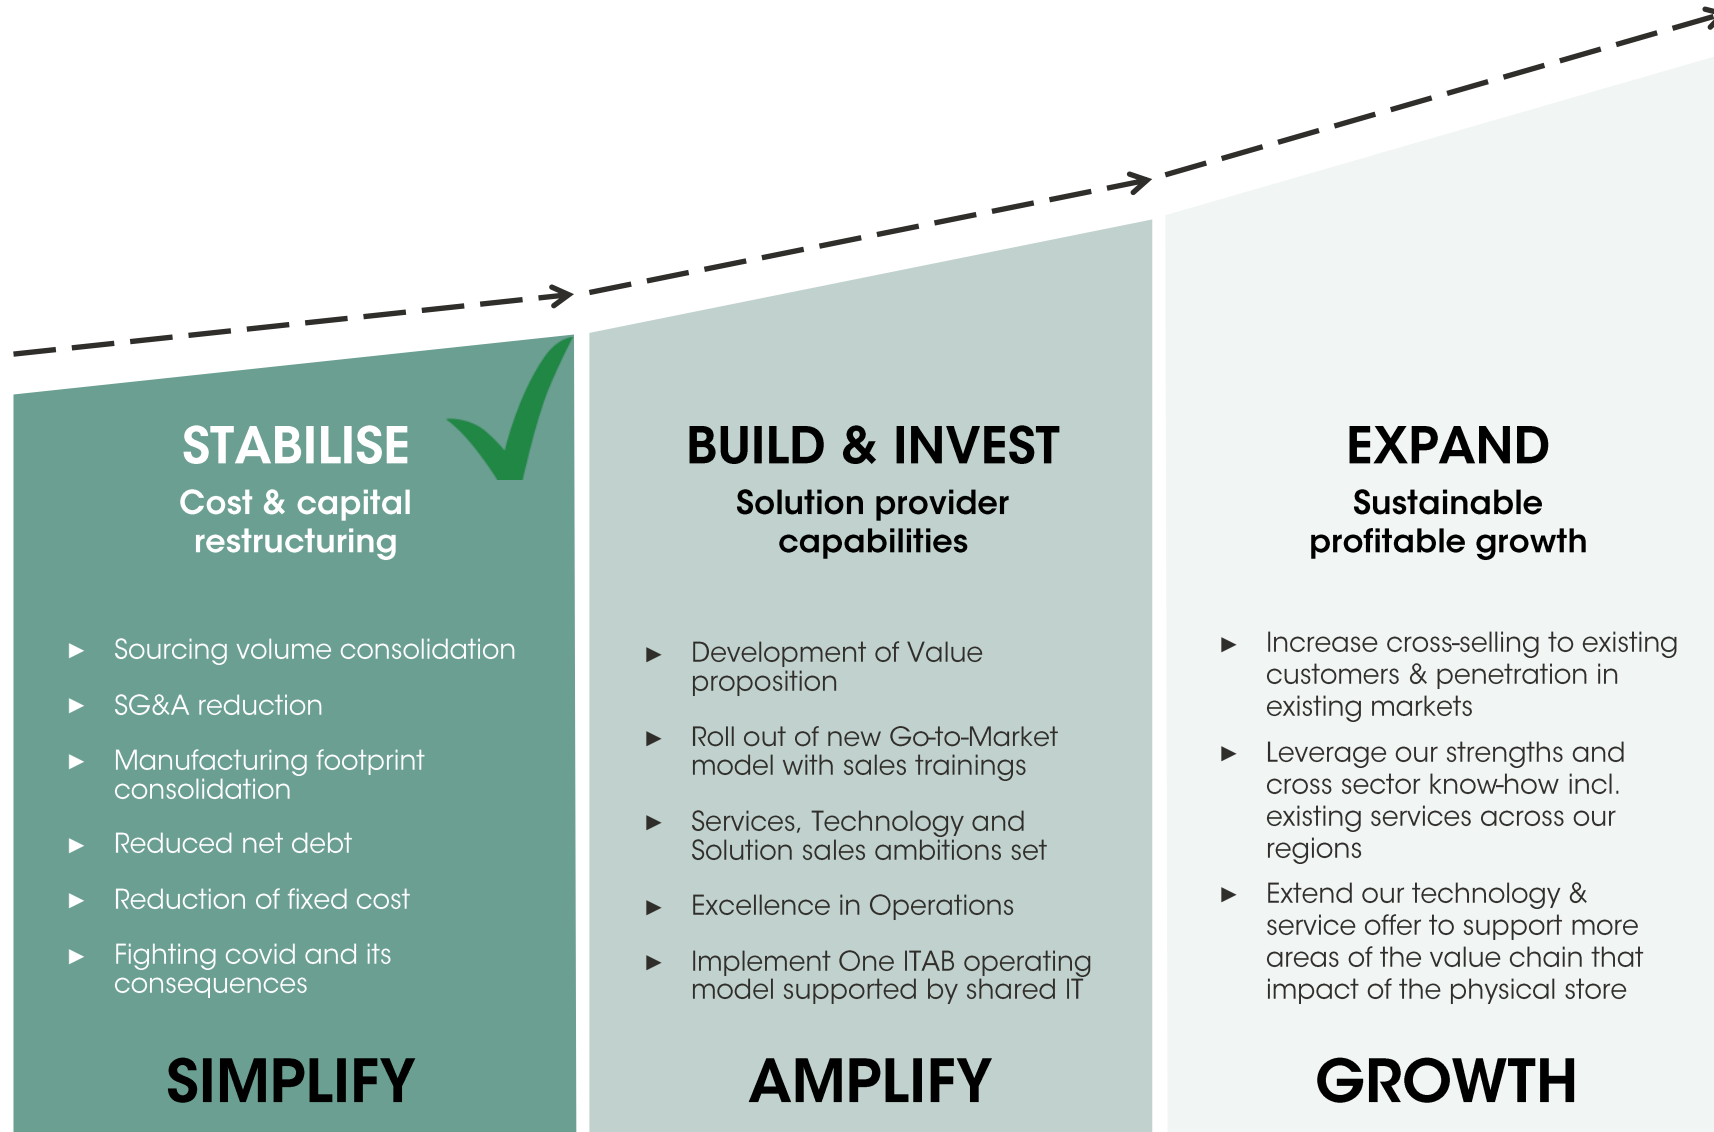 STABILISE
Cost & capital
restructuring
► Sourcing volume consolidation
► SG&A reduction
► Manufacturing footprint
consolidation
► Reduced net debt
► Reduction of fixed cost
► Fighting covid and its
consequences
SIMPLIFY
BUILD & INVEST
Solution provider
capabilities
► Development of Value
proposition
► Roll out of new Go-to-Market
model with sales trainings
► Services, Technology and
Solution sales ambitions set
► Excellence in Operations
► Implement One ITAB operating
model supported by shared IT
AMPLIFY
EXPAND
Sustainable
profitable growth
► Increase cross-selling to existing
customers & penetration in
existing markets
► Leverage our strengths and
cross sector know-how incl.
existing services across our
regions
► Extend our technology &
service offer to support more
areas of the value chain that
impact of the physical store
GROWTH